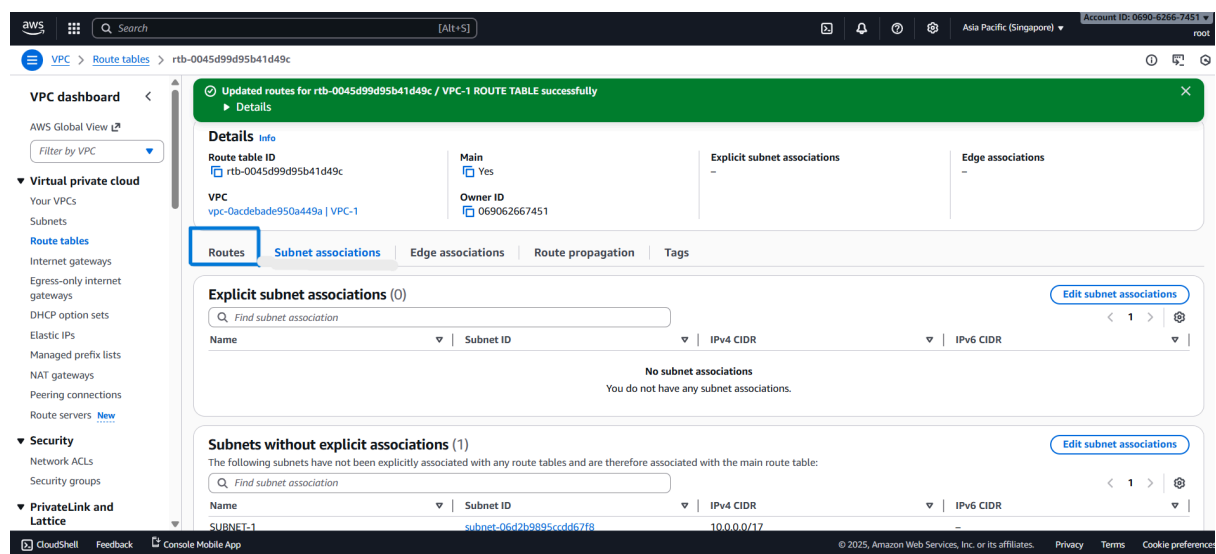 aws
Search
[Alt+S]
Asia Pacific (Singapore) ▼
Account ID: 0690-6266-7451 ▼
root
VPC > Route tables > rtb-0045d99d95b41d49c
VPC dashboard
AWS Global View
Filter by VPC
Virtual private cloud
Your VPCs
Subnets
Route tables
Internet gateways
Egress-only internet
gateways
DHCP option sets
Elastic IPs
Managed prefix lists
NAT gateways
Peering connections
Route servers New
Security
Network ACLs
Security groups
PrivateLink and
Lattice
Updated routes for rtb-0045d99d95b41d49c / VPC-1 ROUTE TABLE successfully
Details
Details Info
Route table ID
rtb-0045d99d95b41d49c
Main
Yes
Explicit subnet associations
–
Edge associations
–
VPC
vpc-0acdebade950a449a | VPC-1
Owner ID
069062667451
Routes Subnet associations Edge associations Route propagation Tags
Explicit subnet associations (0)
Edit subnet associations
Find subnet association
< 1 >
Name Subnet ID IPv4 CIDR IPv6 CIDR
No subnet associations
You do not have any subnet associations.
Subnets without explicit associations (1)
Edit subnet associations
The following subnets have not been explicitly associated with any route tables and are therefore associated with the main route table:
Find subnet association
< 1 >
Name Subnet ID IPv4 CIDR IPv6 CIDR
SUBNET-1 subnet-06d2b9895ccdd67f8 10.0.0.0/17 –
CloudShell Feedback Console Mobile App © 2025, Amazon Web Services, Inc. or its affiliates. Privacy Terms Cookie preferences